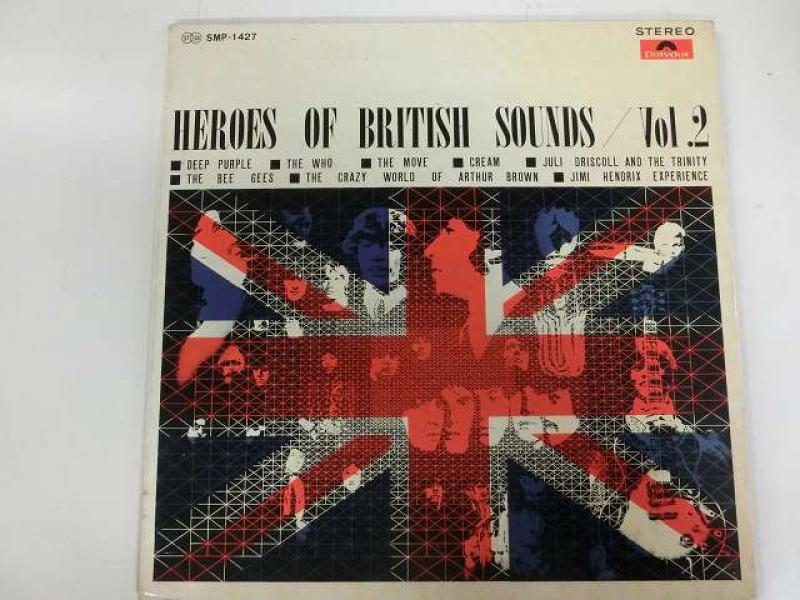 SMP-1427
STEREO
Polydor
HEROES OF BRITISH SOUNDS / Vol.2
■ DEEP PURPLE ■ THE WHO ■ THE MOVE ■ CREAM ■ JULI DRISCOLL AND THE TRINITY
■ THE BEE GEES ■ THE CRAZY WORLD OF ARTHUR BROWN ■ JIMI HENDRIX EXPERIENCE